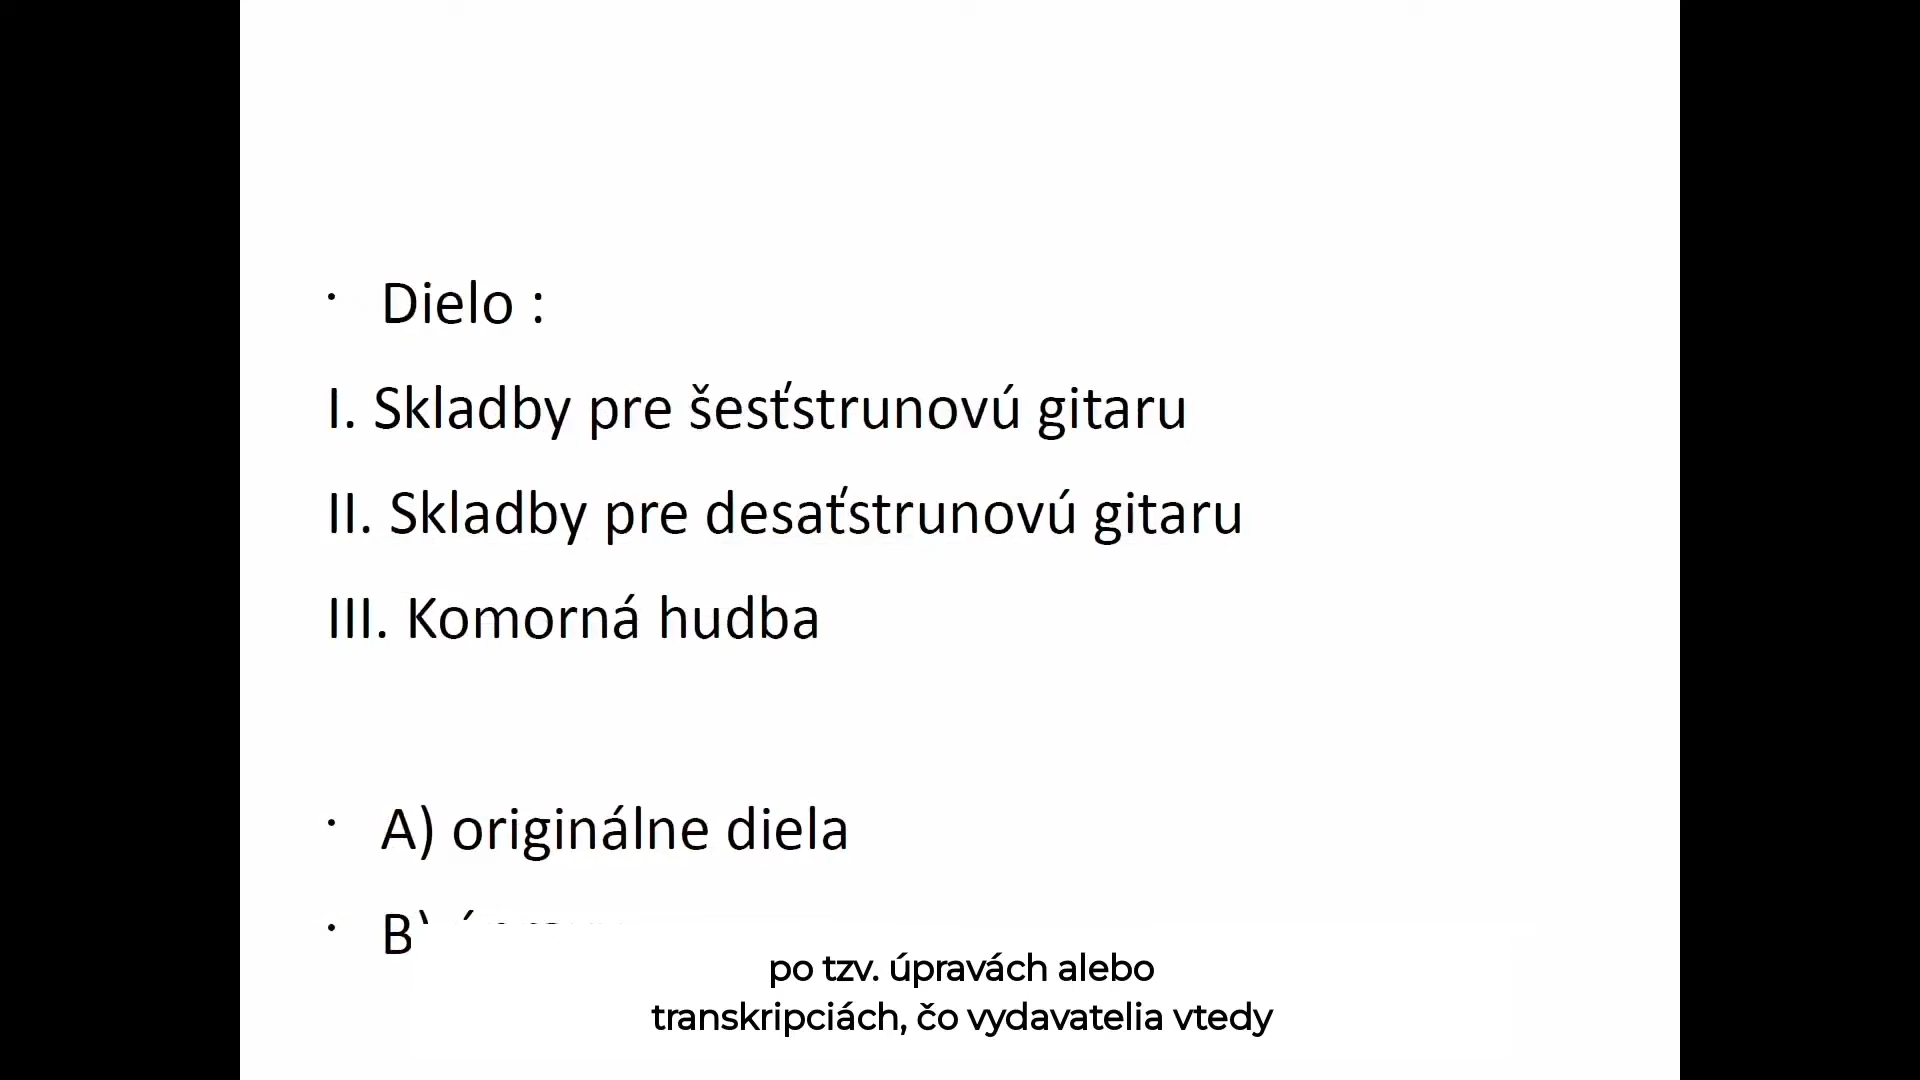 · Dielo :
I. Skladby pre šesťstrunovú gitaru
II. Skladby pre desaťstrunovú gitaru
III. Komorná hudba
· A) originálne diela
· B)
po tzv. úpravách alebo
transkripciách, čo vydavatelia vtedy